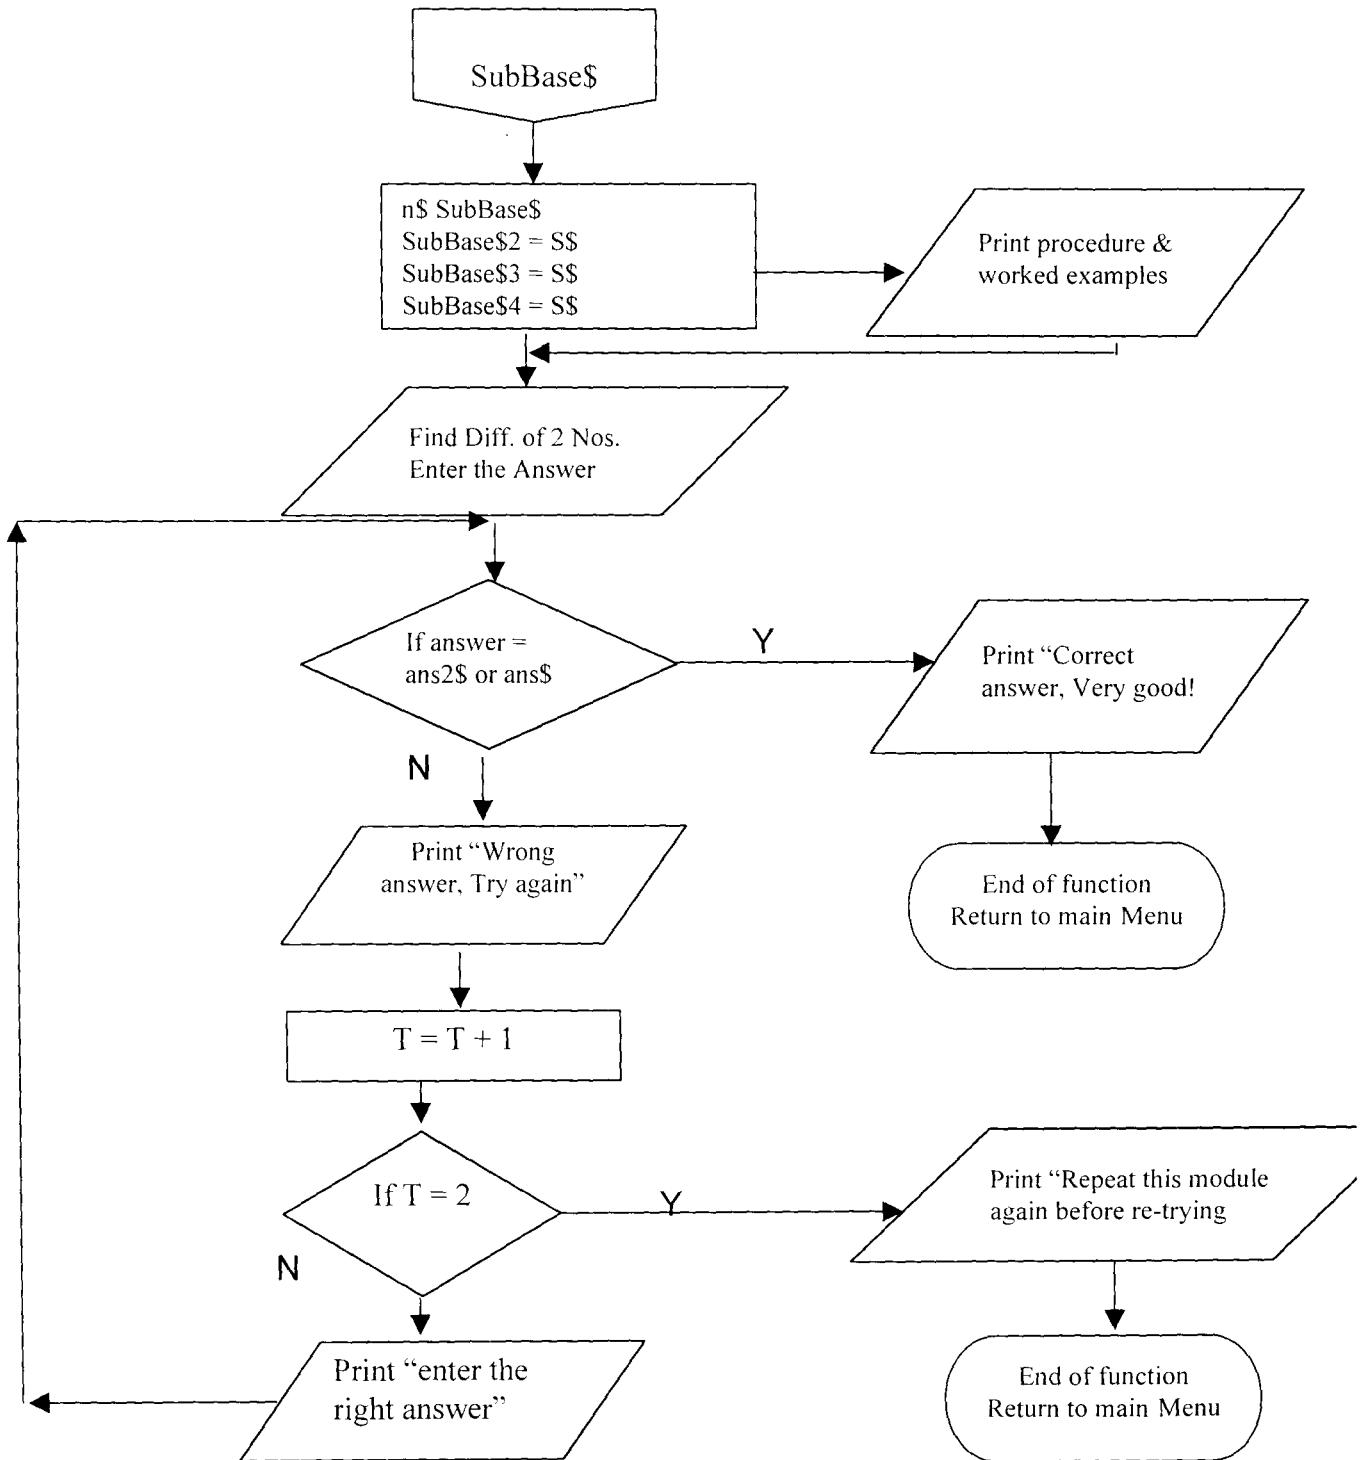 SubBase$
n$ SubBase$
SubBase$2 = S$
SubBase$3 = S$
SubBase$4 = S$
Print procedure &
worked examples
Find Diff. of 2 Nos.
Enter the Answer
If answer =
ans2$ or ans$
Y
Print “Correct
answer, Very good!
N
Print “Wrong
answer, Try again”
End of function
Return to main Menu
T = T + 1
If T = 2
Y
Print “Repeat this module
again before re-trying
N
Print “enter the
right answer”
End of function
Return to main Menu